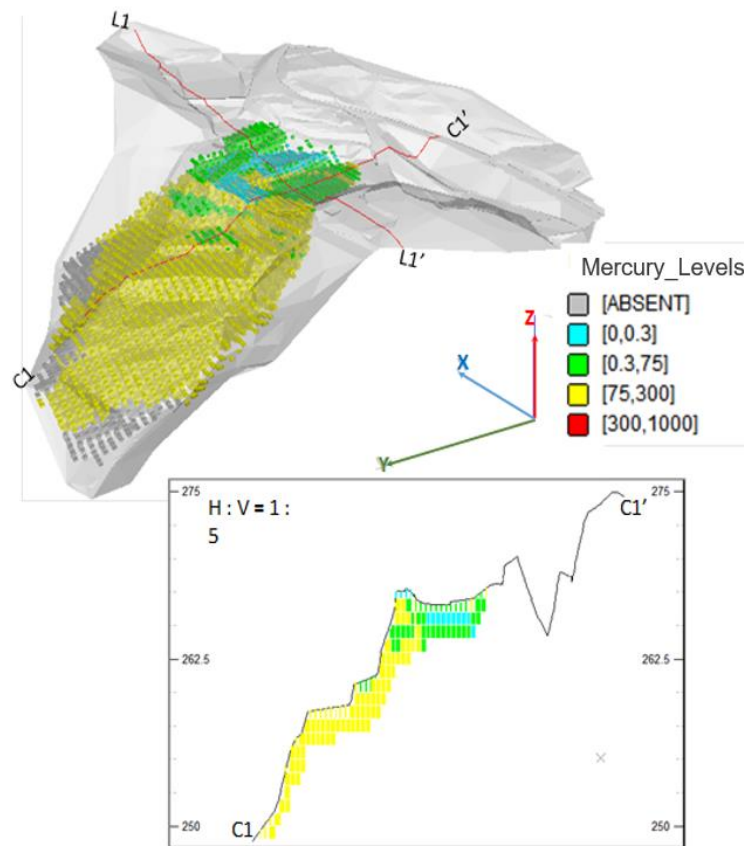 L1
C1'
L1'
C1
Mercury_Levels
[ABSENT]
[0,0.3]
[0.3,75]
[75,300]
[300,1000]
Z
X
Y
275
H : V = 1 :
5
C1'
275
262.5
262.5
250
C1
250